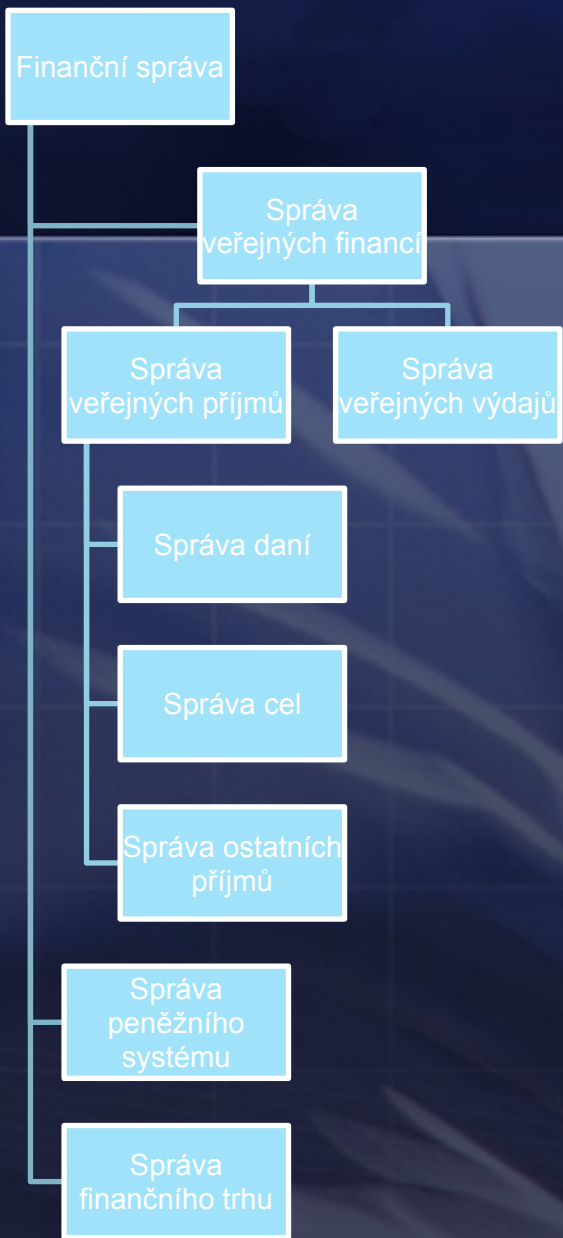 Finanční správa
Správa
veřejných financí
Správa
veřejných příjmů
Správa
veřejných výdajů
Správa daní
Správa cel
Správa ostatních
příjmů
Správa
peněžního
systému
Správa
finančního trhu